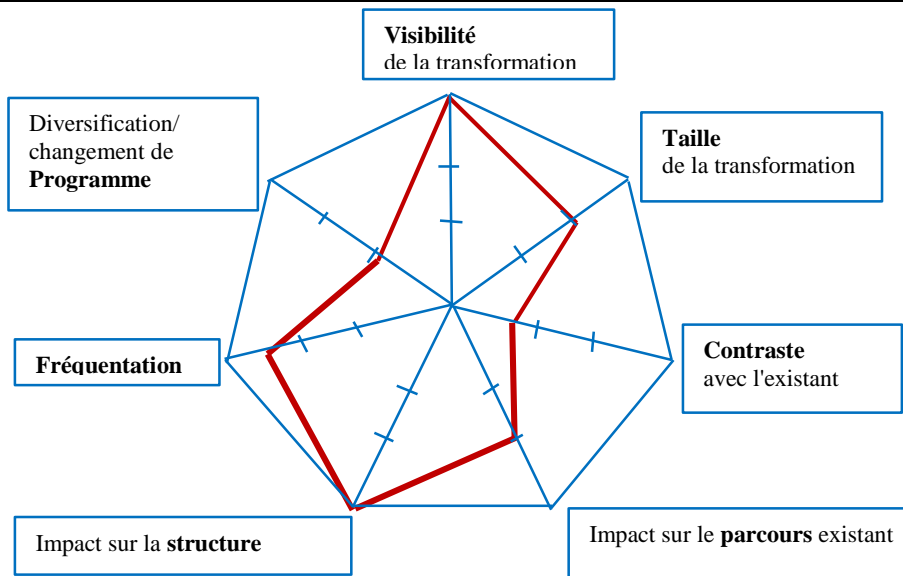 Visibilité
de la transformation
Diversification/
changement de
Programme
Taille
de la transformation
Fréquentation
Contraste
avec l'existant
Impact sur la structure
Impact sur le parcours existant